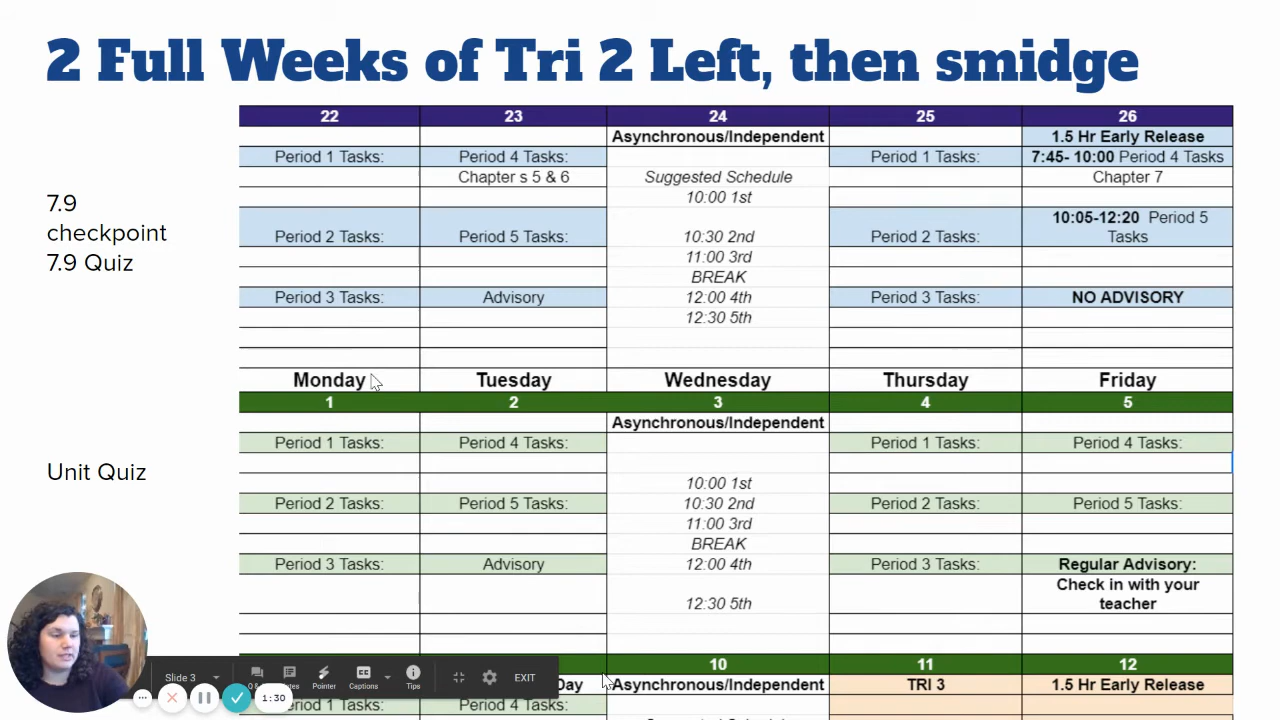 2 Full Weeks of Tri 2 Left, then smidge
7.9
checkpoint
7.9 Quiz
Unit Quiz
22 23 24 25 26
Asynchronous/Independent 1.5 Hr Early Release
Period 1 Tasks: Period 4 Tasks: Period 1 Tasks: 7:45- 10:00 Period 4 Tasks
Chapter s 5 & 6 Suggested Schedule Chapter 7
10:00 1st
10:05-12:20 Period 5
Period 2 Tasks: Period 5 Tasks: 10:30 2nd Period 2 Tasks: Tasks
11:00 3rd
BREAK
Period 3 Tasks: Advisory 12:00 4th Period 3 Tasks: NO ADVISORY
12:30 5th
Monday Tuesday Wednesday Thursday Friday
1 2 3 4 5
Asynchronous/Independent
Period 1 Tasks: Period 4 Tasks: Period 1 Tasks: Period 4 Tasks:
10:00 1st
Period 2 Tasks: Period 5 Tasks: 10:30 2nd Period 2 Tasks: Period 5 Tasks:
11:00 3rd
BREAK
Period 3 Tasks: Advisory 12:00 4th Period 3 Tasks: Regular Advisory:
Check in with your
12:30 5th teacher
10 11 12
Day Asynchronous/Independent TRI 3 1.5 Hr Early Release
Period 1 Tasks: Period 4 Tasks:
Slide 3 Pointer Captions Tips EXIT
1:30